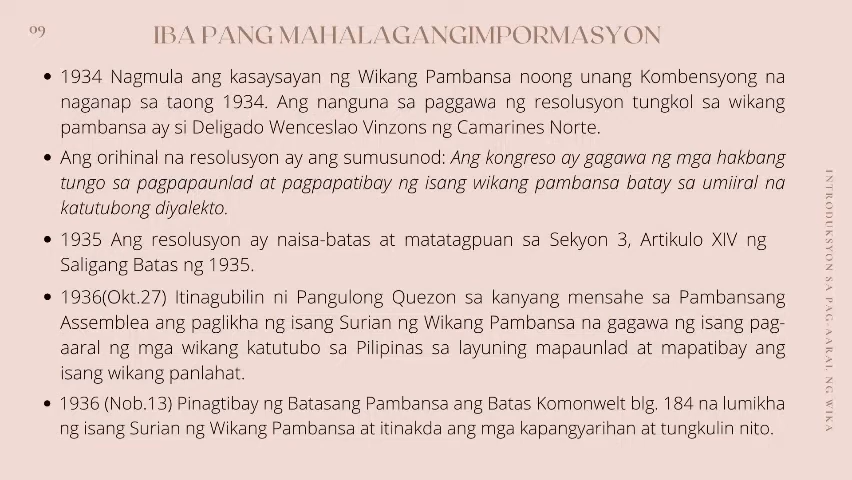 09
IBA PANG MAHALAGANGIMPORMASYON
• 1934 Nagmula ang kasaysayan ng Wikang Pambansa noong unang Kombensyong na
naganap sa taong 1934. Ang nanguna sa paggawa ng resolusyon tungkol sa wikang
pambansa ay si Deligado Wenceslao Vinzons ng Camarines Norte.
• Ang orihinal na resolusyon ay ang sumusunod: Ang kongreso ay gagawa ng mga hakbang
tungo sa pagpapaunlad at pagpapatibay ng isang wikang pambansa batay sa umiiral na
katutubong diyalekto.
• 1935 Ang resolusyon ay naisa-batas at matatagpuan sa Sekyon 3, Artikulo XIV ng
Saligang Batas ng 1935.
• 1936(Okt.27) Itinagubilin ni Pangulong Quezon sa kanyang mensahe sa Pambansang
Assemblea ang paglikha ng isang Surian ng Wikang Pambansa na gagawa ng isang pag-
aaral ng mga wikang katutubo sa Pilipinas sa layuning mapaunlad at mapatibay ang
isang wikang panlahat.
• 1936 (Nob.13) Pinagtibay ng Batasang Pambansa ang Batas Komonwelt blg. 184 na lumikha
ng isang Surian ng Wikang Pambansa at itinakda ang mga kapangyarihan at tungkulin nito.
INTRODUKSYON SA PAG-AARAL NG WIKA